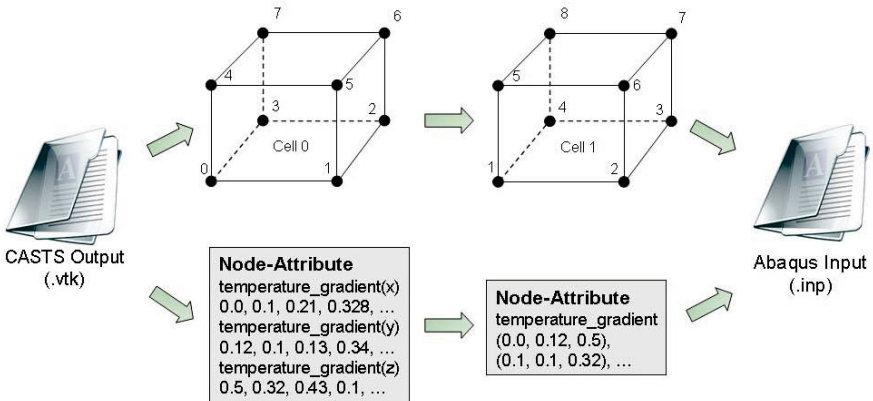 7
6
4
5
3
2
Cell 0
0
1
8
7
5
6
4
3
Cell 1
1
2
A
CASTS Output
(.vtk)
A
Abaqus Input
(.inp)
Node-Attribute
temperature_gradient(x)
0.0, 0.1, 0.21, 0.328, ...
temperature_gradient(y)
0.12, 0.1, 0.13, 0.34, ...
temperature_gradient(z)
0.5, 0.32, 0.43, 0.1, ...
Node-Attribute
temperature_gradient
(0.0, 0.12, 0.5),
(0.1, 0.1, 0.32), ...